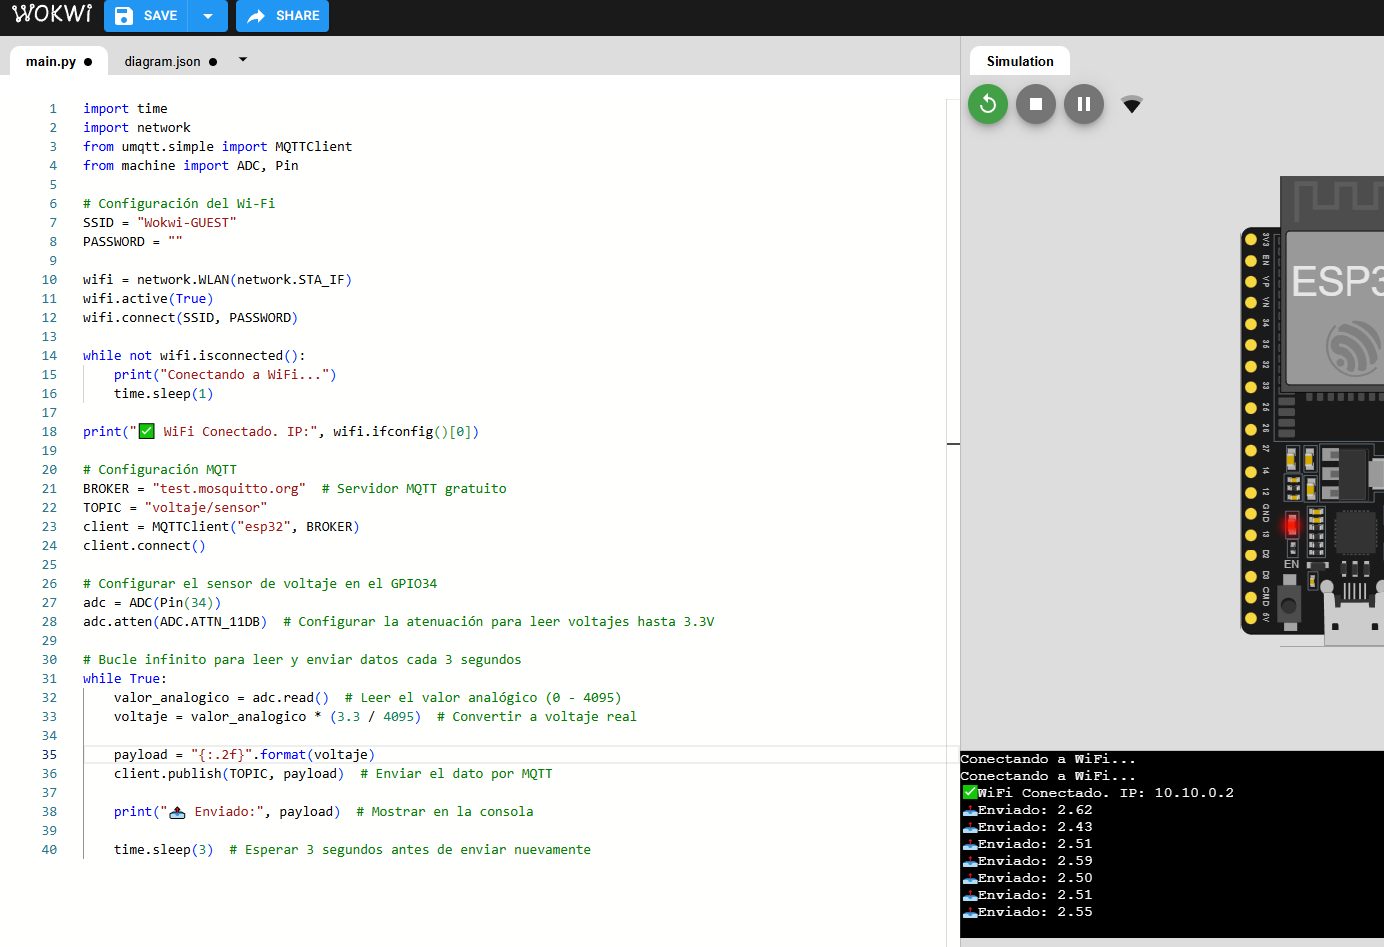 WOKWi
SAVE
SHARE
main.py ●
diagram.json ●
Simulation
1 import time
2 import network
3 from umqtt.simple import MQTTClient
4 from machine import ADC, Pin
5
6 # Configuración del Wi-Fi
7 SSID = "Wokwi-GUEST"
8 PASSWORD = ""
9
10 wifi = network.WLAN(network.STA_IF)
11 wifi.active(True)
12 wifi.connect(SSID, PASSWORD)
13
14 while not wifi.isconnected():
15     print("Conectando a WiFi...")
16     time.sleep(1)
17
18 print("✅ WiFi Conectado. IP:", wifi.ifconfig()[0])
19
20 # Configuración MQTT
21 BROKER = "test.mosquitto.org"  # Servidor MQTT gratuito
22 TOPIC = "voltaje/sensor"
23 client = MQTTClient("esp32", BROKER)
24 client.connect()
25
26 # Configurar el sensor de voltaje en el GPIO34
27 adc = ADC(Pin(34))
28 adc.atten(ADC.ATTN_11DB)  # Configurar la atenuación para leer voltajes hasta 3.3V
29
30 # Bucle infinito para leer y enviar datos cada 3 segundos
31 while True:
32     valor_analogico = adc.read()  # Leer el valor analógico (0 - 4095)
33     voltaje = valor_analogico * (3.3 / 4095)  # Convertir a voltaje real
34
35     payload = "{:.2f}".format(voltaje)
36     client.publish(TOPIC, payload)  # Enviar el dato por MQTT
37
38     print("📤 Enviado:", payload)  # Mostrar en la consola
39
40     time.sleep(3)  # Esperar 3 segundos antes de enviar nuevamente
ESP3
3V3
EN
VP
VN
34
35
32
33
25
26
27
14
12
GND
13
D2
D3
CMD
5V
EN
Conectando a WiFi...
Conectando a WiFi...
✅WiFi Conectado. IP: 10.10.0.2
📤Enviado: 2.62
📤Enviado: 2.43
📤Enviado: 2.51
📤Enviado: 2.59
📤Enviado: 2.50
📤Enviado: 2.51
📤Enviado: 2.55